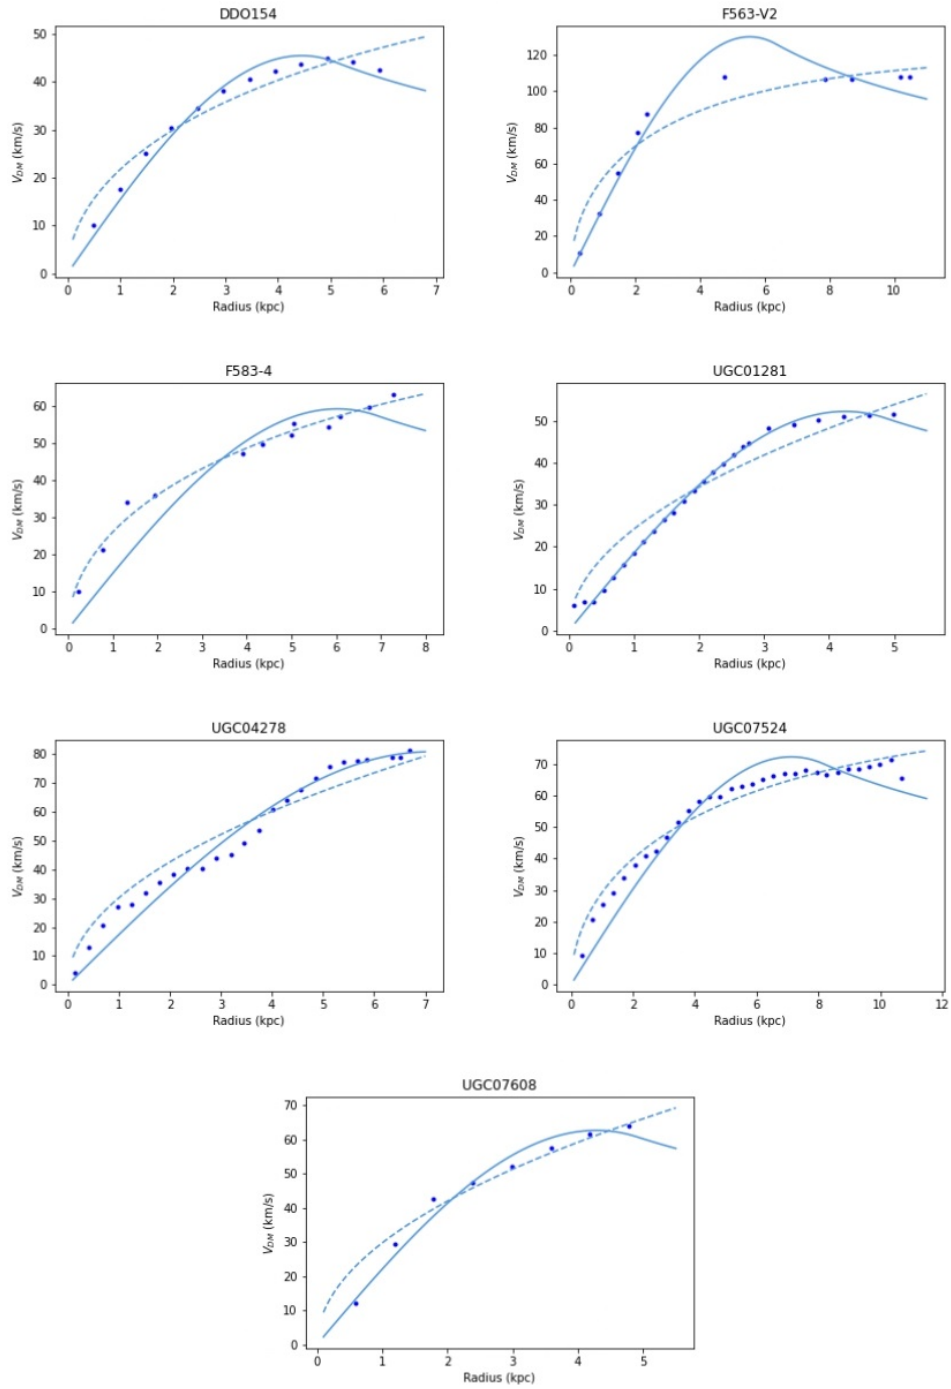 DDO154
50
40
30
20
10
0
V_DM (km/s)
0 1 2 3 4 5 6 7
Radius (kpc)
F563-V2
120
100
80
60
40
20
0
V_DM (km/s)
0 2 4 6 8 10
Radius (kpc)
F583-4
60
50
40
30
20
10
0
V_DM (km/s)
0 1 2 3 4 5 6 7 8
Radius (kpc)
UGC01281
50
40
30
20
10
0
V_DM (km/s)
0 1 2 3 4 5
Radius (kpc)
UGC04278
80
70
60
50
40
30
20
10
0
V_DM (km/s)
0 1 2 3 4 5 6 7
Radius (kpc)
UGC07524
70
60
50
40
30
20
10
0
V_DM (km/s)
0 2 4 6 8 10 12
Radius (kpc)
UGC07608
70
60
50
40
30
20
10
0
V_DM (km/s)
0 1 2 3 4 5
Radius (kpc)